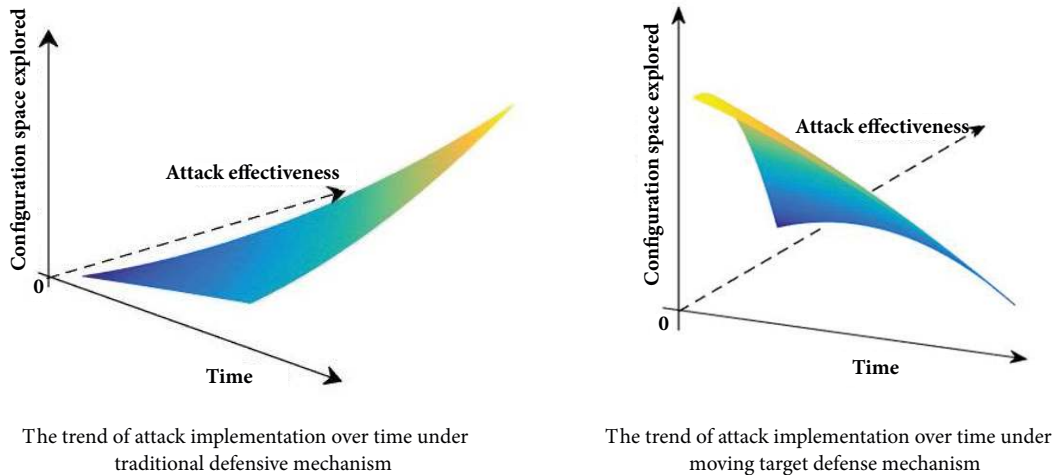 Configuration space explored
Attack effectiveness
0
Time
The trend of attack implementation over time under
traditional defensive mechanism
Configuration space explored
Attack effectiveness
0
Time
The trend of attack implementation over time under
moving target defense mechanism